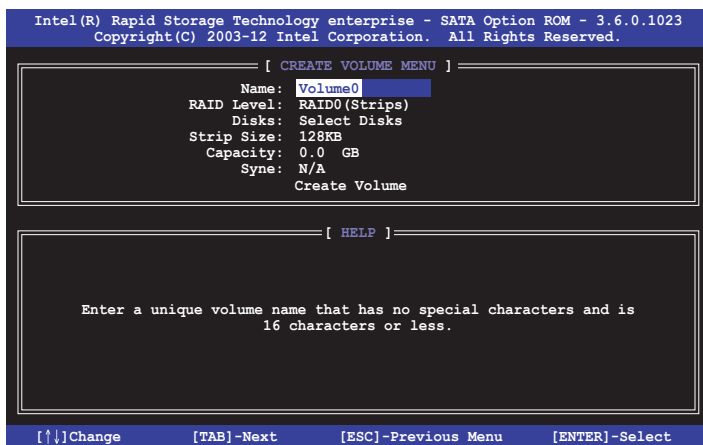 Intel(R) Rapid Storage Technology enterprise - SATA Option ROM - 3.6.0.1023
Copyright(C) 2003-12 Intel Corporation.  All Rights Reserved.
[ CREATE VOLUME MENU ]
Name: Volume0
RAID Level: RAID0(Strips)
Disks: Select Disks
Strip Size: 128KB
Capacity: 0.0 GB
Syne: N/A
Create Volume
[ HELP ]
Enter a unique volume name that has no special characters and is
16 characters or less.
[↑↓]Change [TAB]-Next [ESC]-Previous Menu [ENTER]-Select